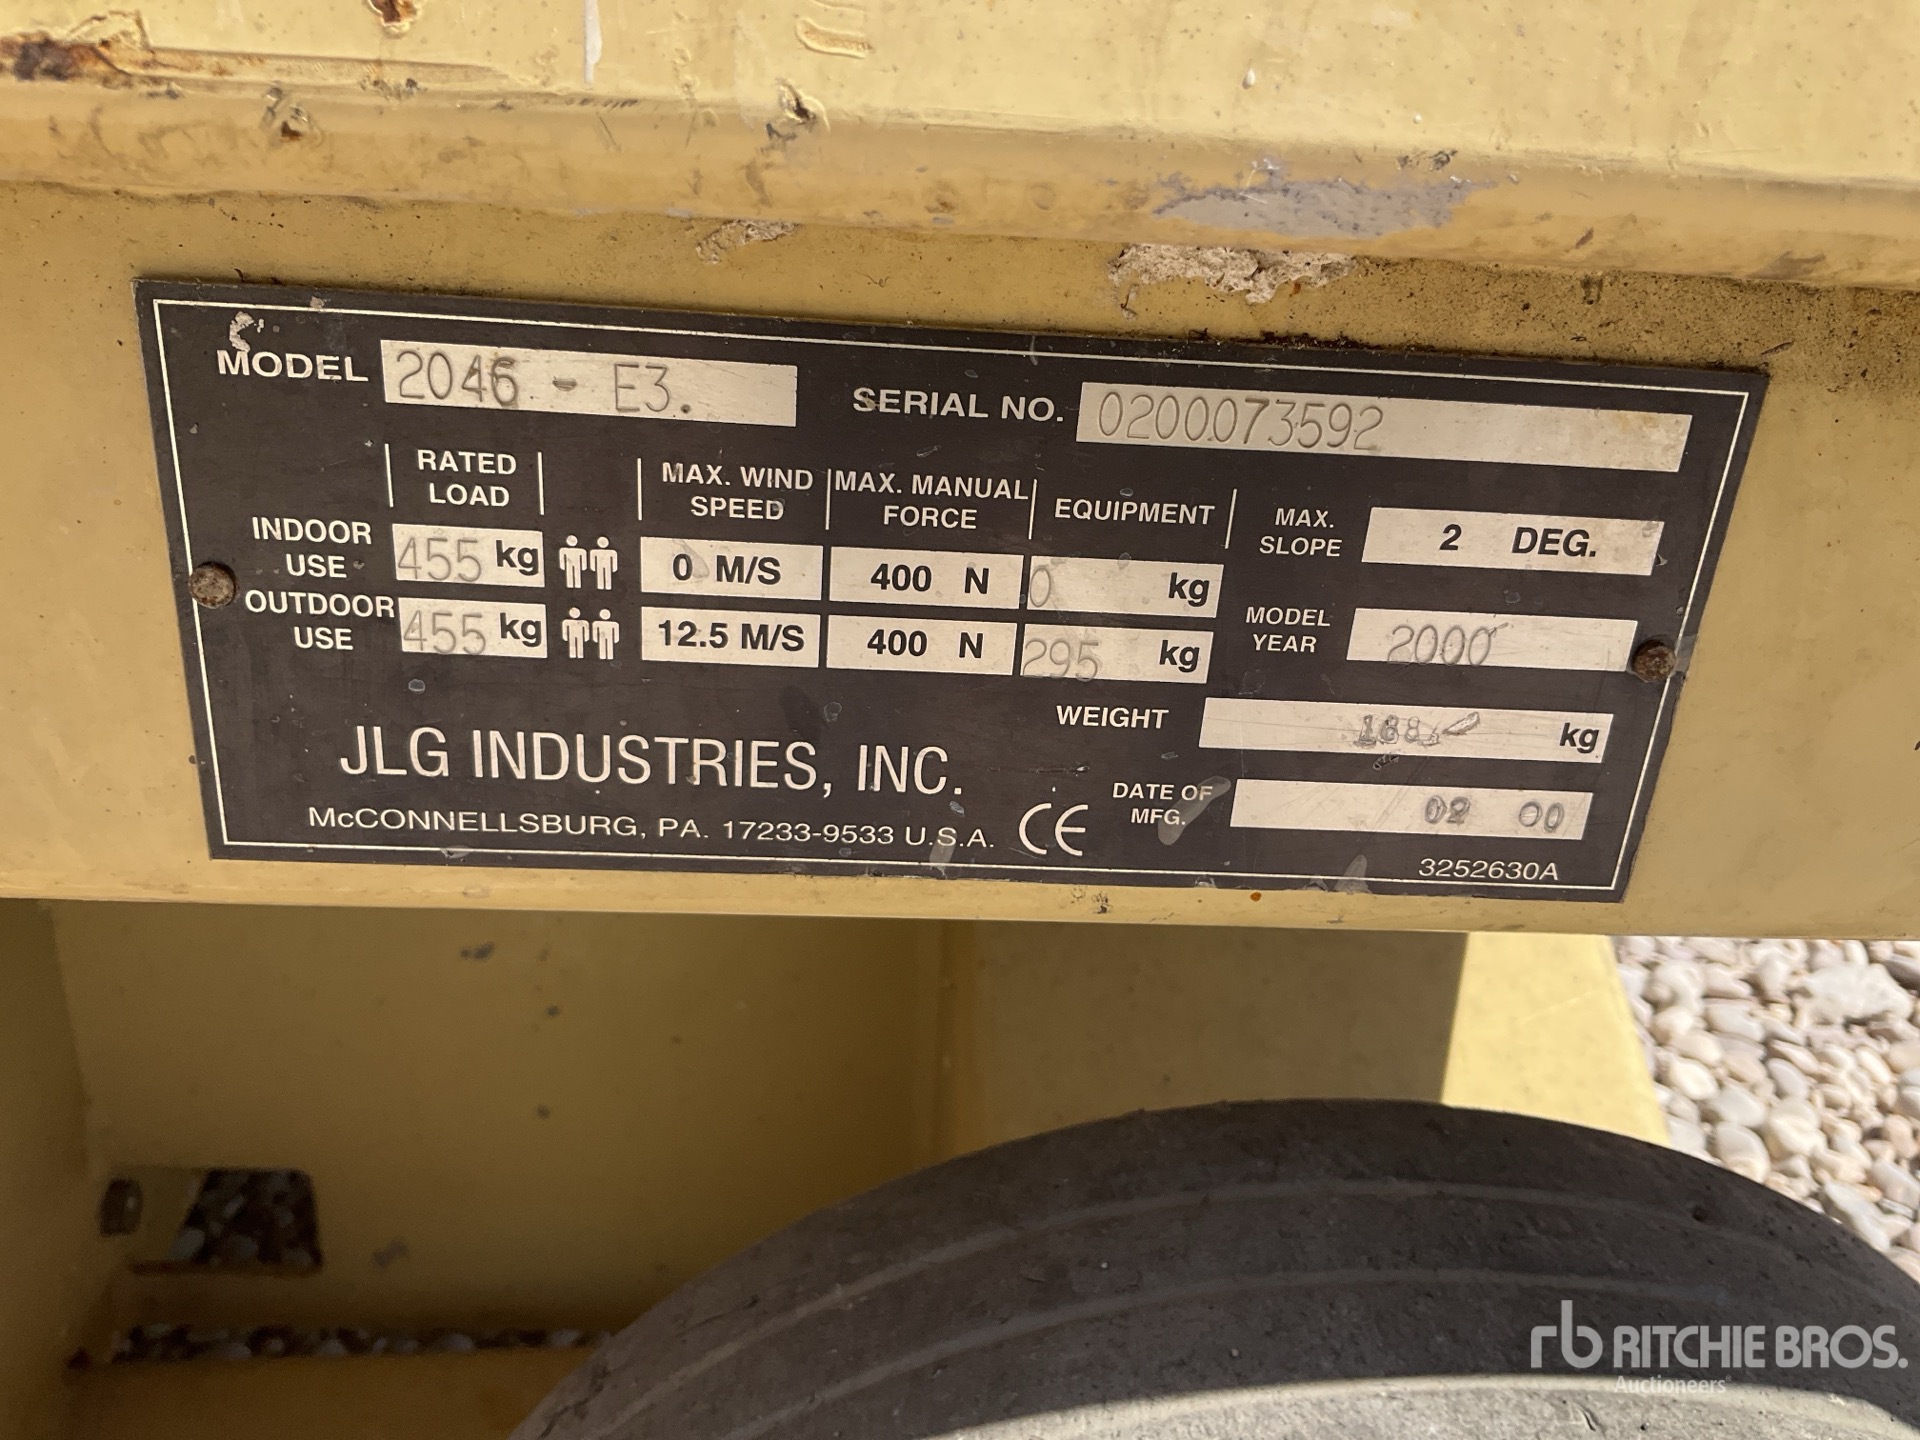 MODEL 2046 - E3. SERIAL NO. 0200073592
RATED LOAD MAX. WIND SPEED MAX. MANUAL FORCE EQUIPMENT MAX. SLOPE 2 DEG.
INDOOR USE 455 kg 0 M/S 400 N 0 kg
OUTDOOR USE 455 kg 12.5 M/S 400 N 295 kg MODEL YEAR 2000
WEIGHT kg
JLG INDUSTRIES, INC.
DATE OF MFG. 02 00
McCONNELLSBURG, PA. 17233-9533 U.S.A. CE
3252630A
rb RITCHIE BROS.
Auctioneers